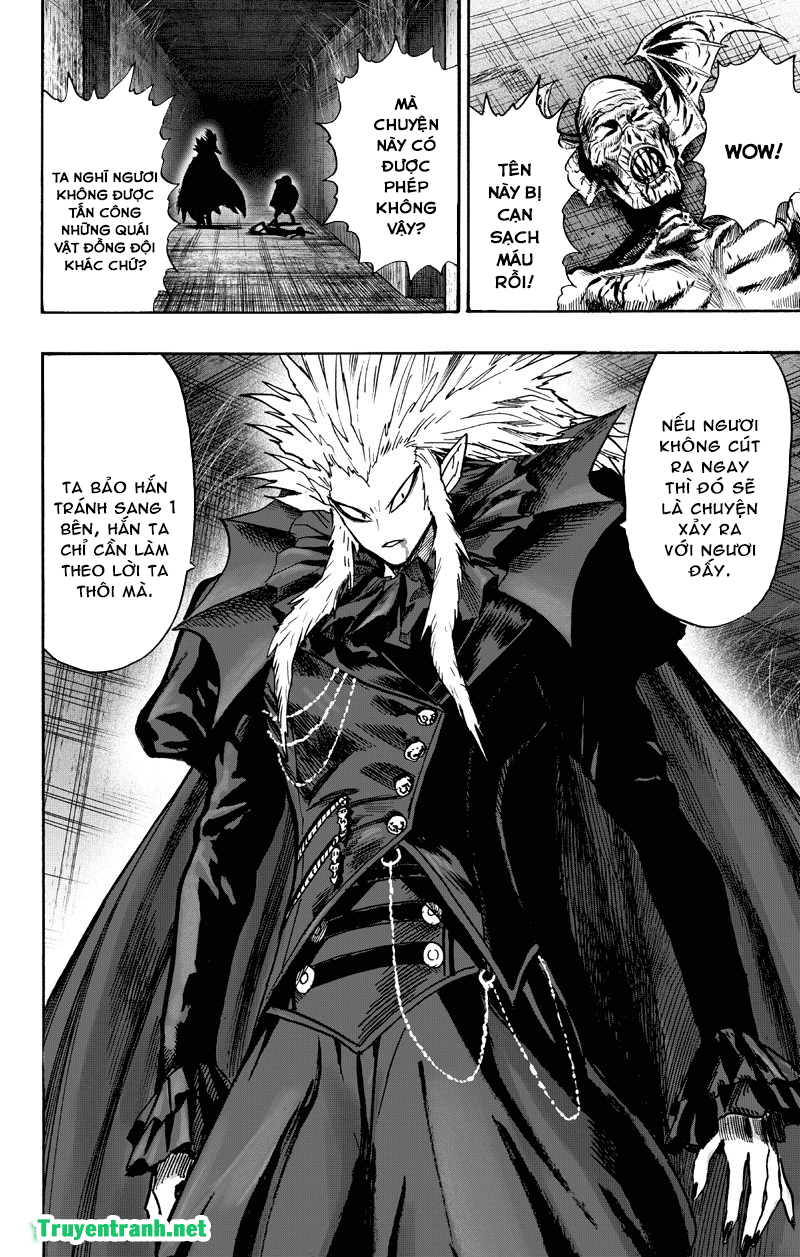 WOW!
TÊN
NÀY BỊ
CẠN
SẠCH
MÁU
RỒI!
MÀ
CHUYỆN
NÀY CÓ
ĐƯỢC
PHÉP
KHÔNG
VẬY?
TA NGHĨ NGƯƠI
KHÔNG ĐƯỢC
TẤN CÔNG
NHỮNG QUÁI
VẬT ĐỒNG ĐỘI
KHÁC CHỨ?
NẾU NGƯƠI
KHÔNG CÚT
RA NGAY
THÌ ĐÓ SẼ
LÀ CHUYỆN
XẢY RA
VỚI NGƯƠI
ĐẤY.
TA BẢO HẮN
TRÁNH SANG 1
BÊN, HẮN TA
CHỈ CẦN LÀM
THEO LỜI TA
THÔI MÀ.
Truyentranh.net